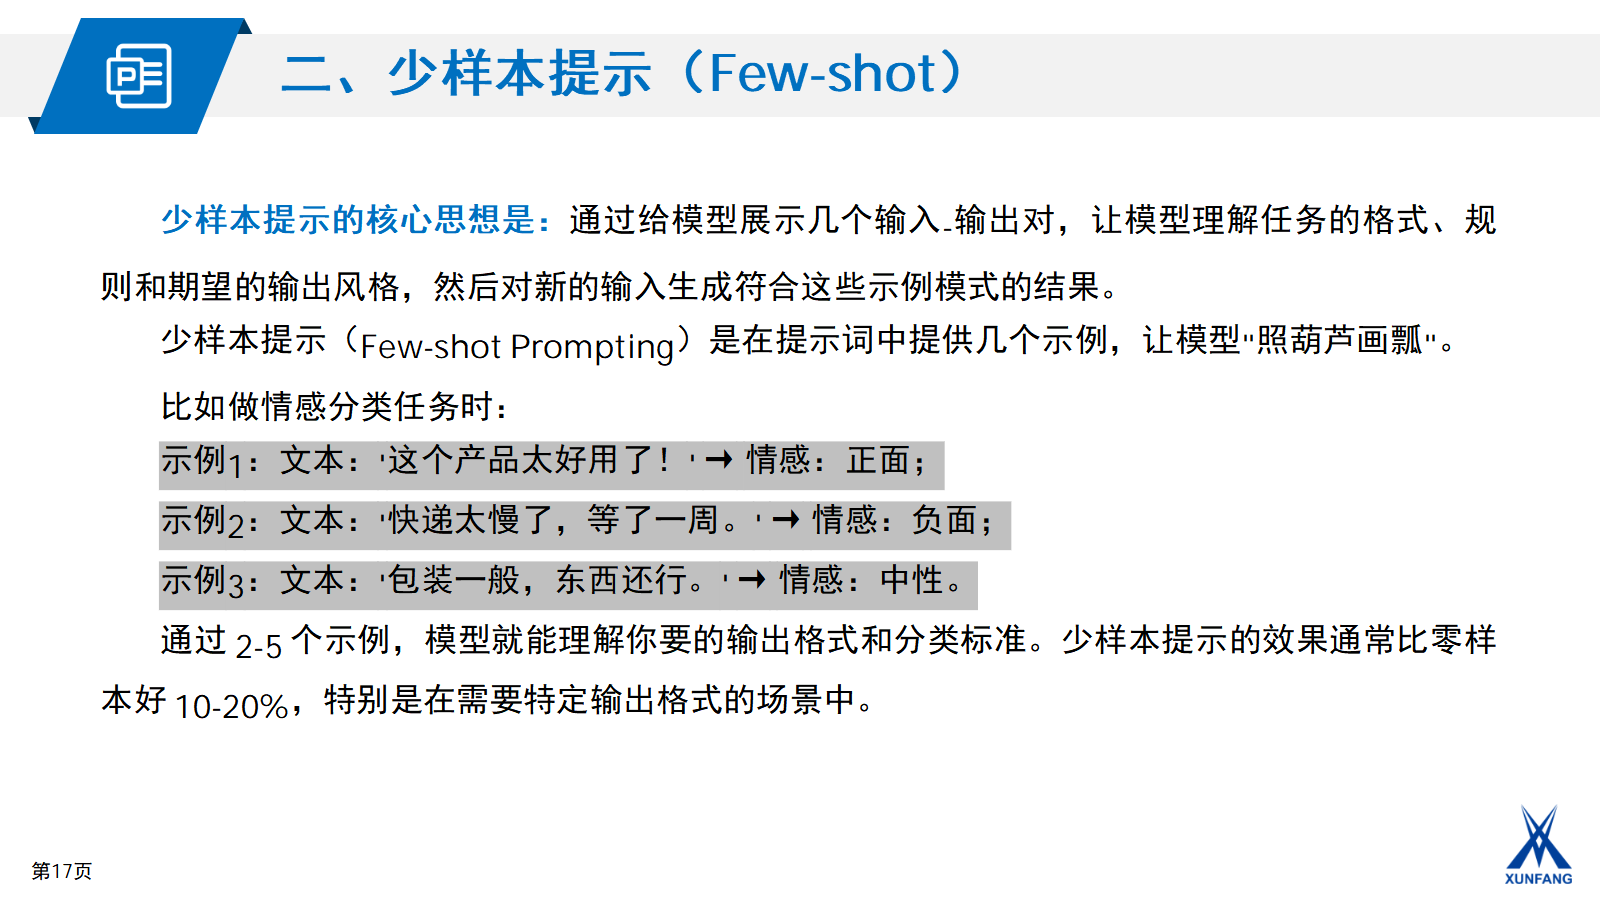 二、少样本提示（Few-shot）
少样本提示的核心思想是：通过给模型展示几个输入-输出对，让模型理解任务的格式、规
则和期望的输出风格，然后对新的输入生成符合这些示例模式的结果。
少样本提示（Few-shot Prompting）是在提示词中提供几个示例，让模型"照葫芦画瓢"。
比如做情感分类任务时：
示例1：文本：'这个产品太好用了！' → 情感：正面；
示例2：文本：'快递太慢了，等了一周。' → 情感：负面；
示例3：文本：'包装一般，东西还行。' → 情感：中性。
通过 2-5 个示例，模型就能理解你要的输出格式和分类标准。少样本提示的效果通常比零样
本好 10-20%，特别是在需要特定输出格式的场景中。
第17页
XUNFANG